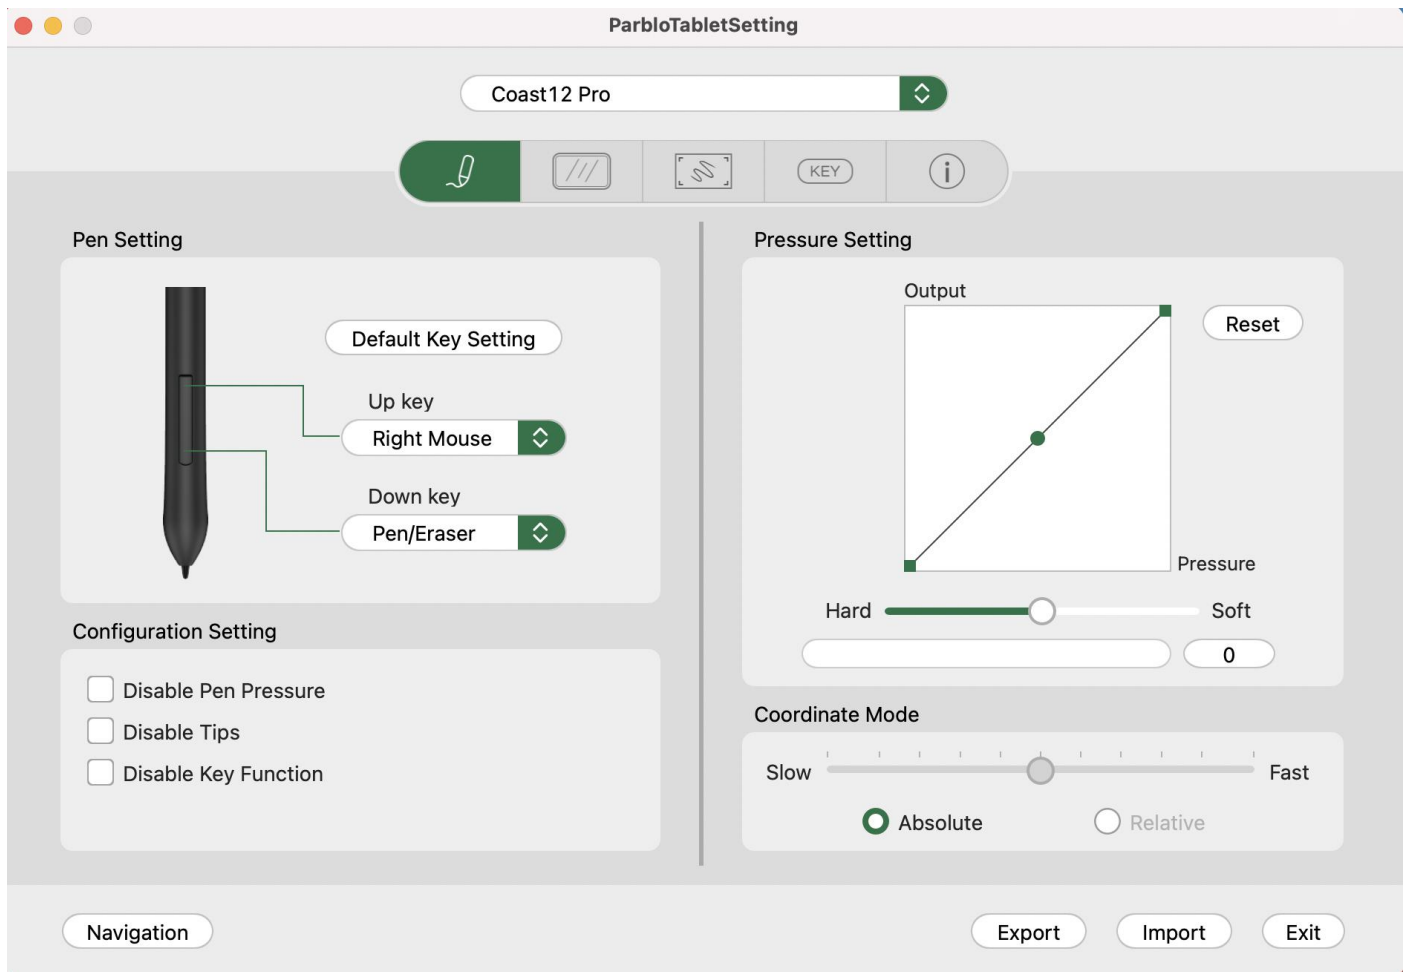 ParbloTabletSetting
Coast12 Pro
KEY
i
Pen Setting
Default Key Setting
Up key
Right Mouse
Down key
Pen/Eraser
Configuration Setting
Disable Pen Pressure
Disable Tips
Disable Key Function
Pressure Setting
Output
Reset
Pressure
Hard
Soft
0
Coordinate Mode
Slow
Fast
Absolute
Relative
Navigation
Export
Import
Exit